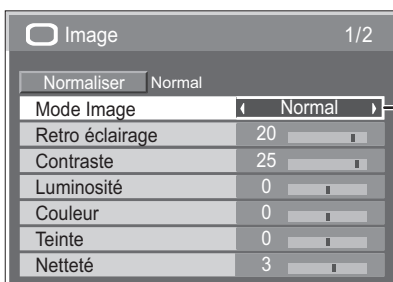 Image 1/2
Normaliser Normal
Mode Image Normal
Retro éclairage 20
Contraste 25
Luminosité 0
Couleur 0
Teinte 0
Netteté 3